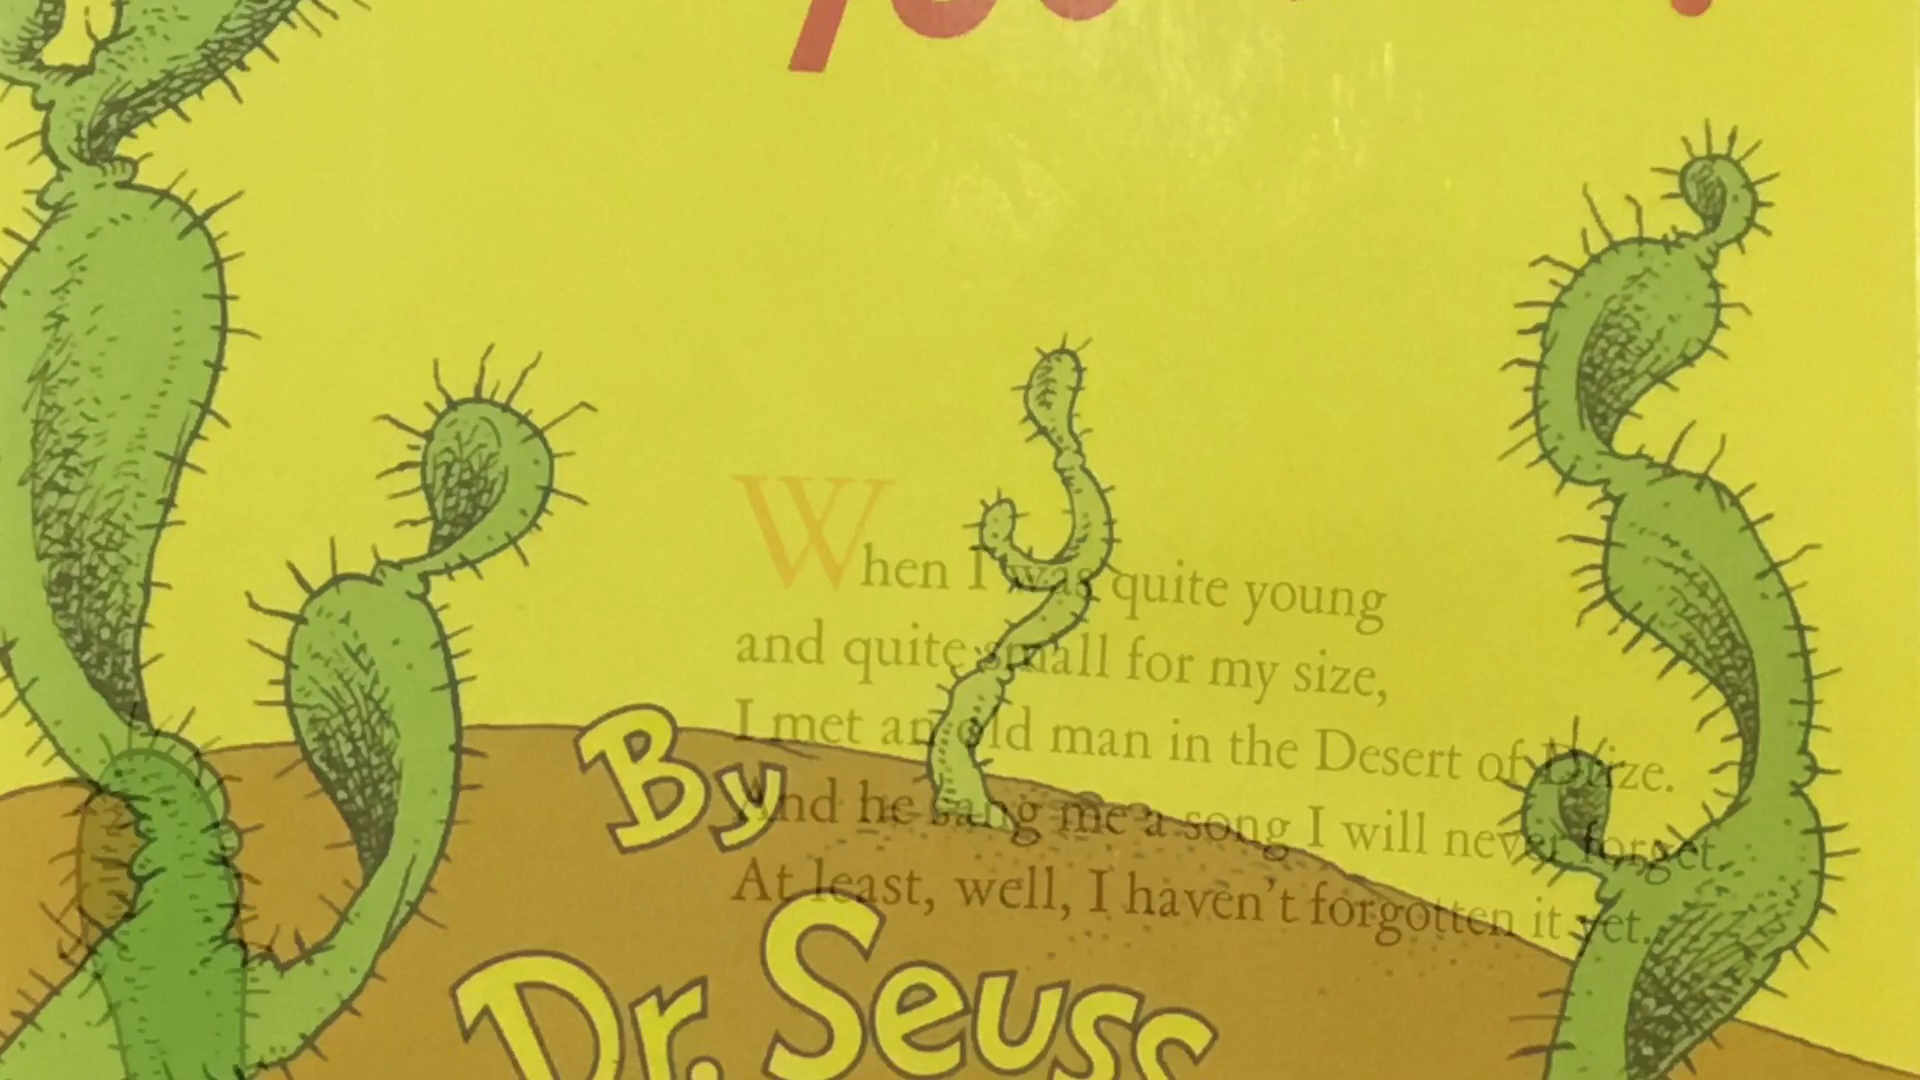 When I was quite young
and quite small for my size,
I met an old man in the Desert of Drize.
And he sang me a song I will never forget.
At least, well, I haven't forgotten it yet.
By
Dr. Seuss